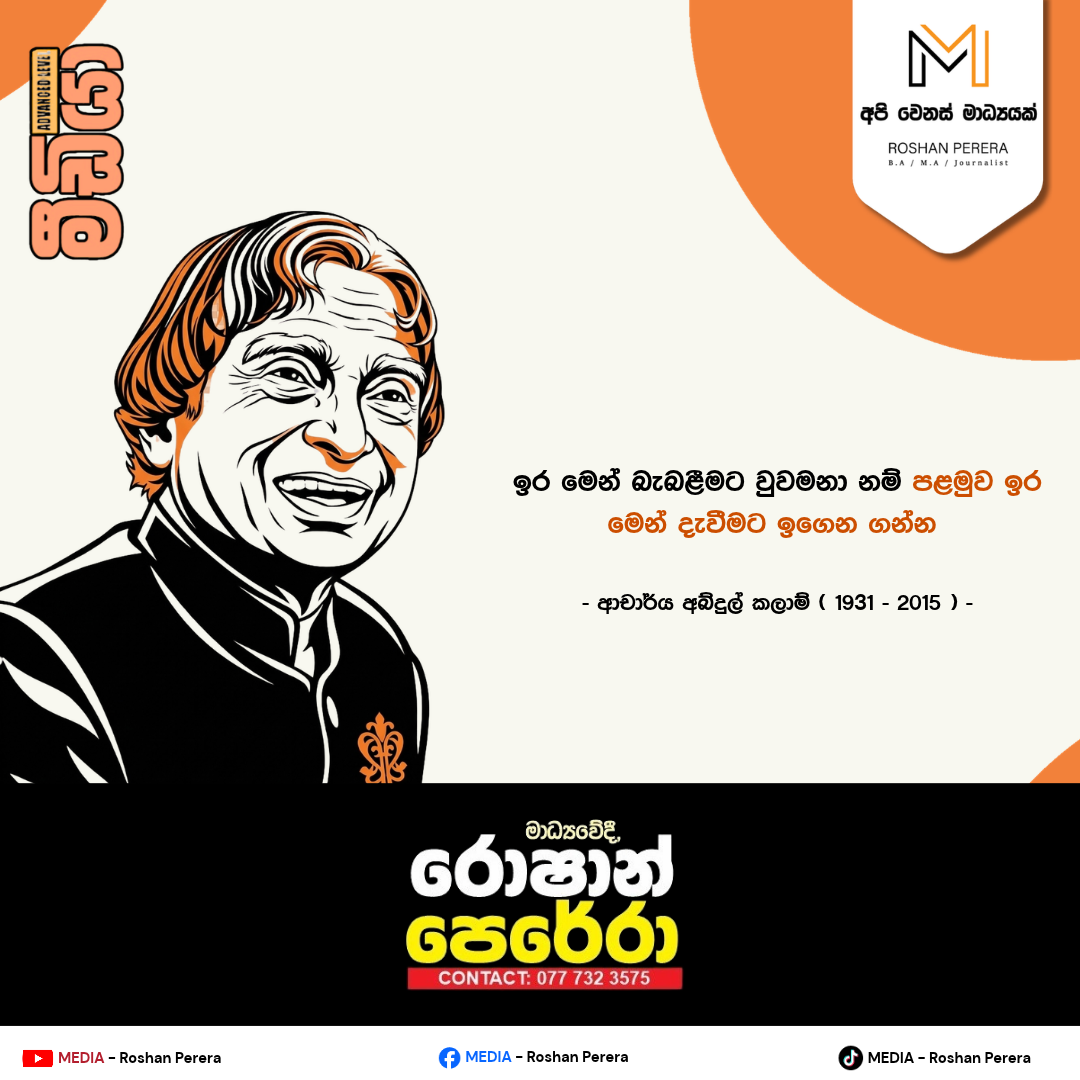 ADVANCED LEVEL
මීඩියා
අපි වෙනස් මාධ්‍යයක්
ROSHAN PERERA
B.A / M.A / Journalist
ඉර මෙන් බැබළීමට වුවමනා නම් පළමුව ඉර
මෙන් දැවීමට ඉගෙන ගන්න
- ආචාර්ය අබ්දුල් කලාම් ( 1931 - 2015 ) -
මාධ්‍යවේදී,
රොෂාන්
පෙරේරා
CONTACT: 077 732 3575
MEDIA - Roshan Perera
MEDIA - Roshan Perera
MEDIA - Roshan Perera